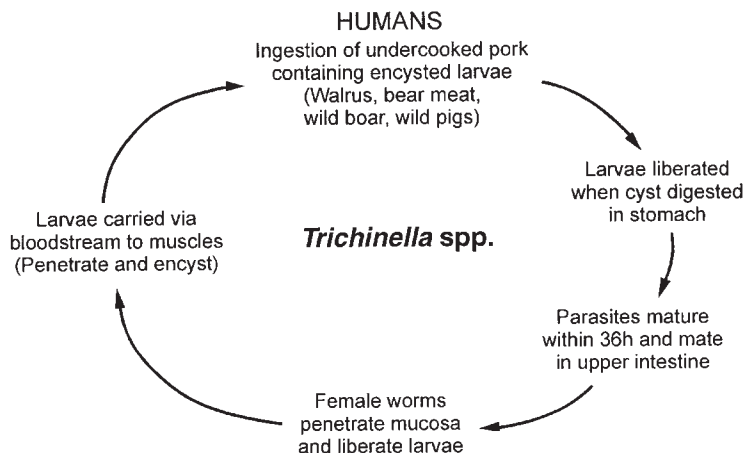 HUMANS
Ingestion of undercooked pork
containing encysted larvae
(Walrus, bear meat,
wild boar, wild pigs)
Larvae liberated
when cyst digested
in stomach
Parasites mature
within 36h and mate
in upper intestine
Female worms
penetrate mucosa
and liberate larvae
Larvae carried via
bloodstream to muscles
(Penetrate and encyst)
Trichinella spp.